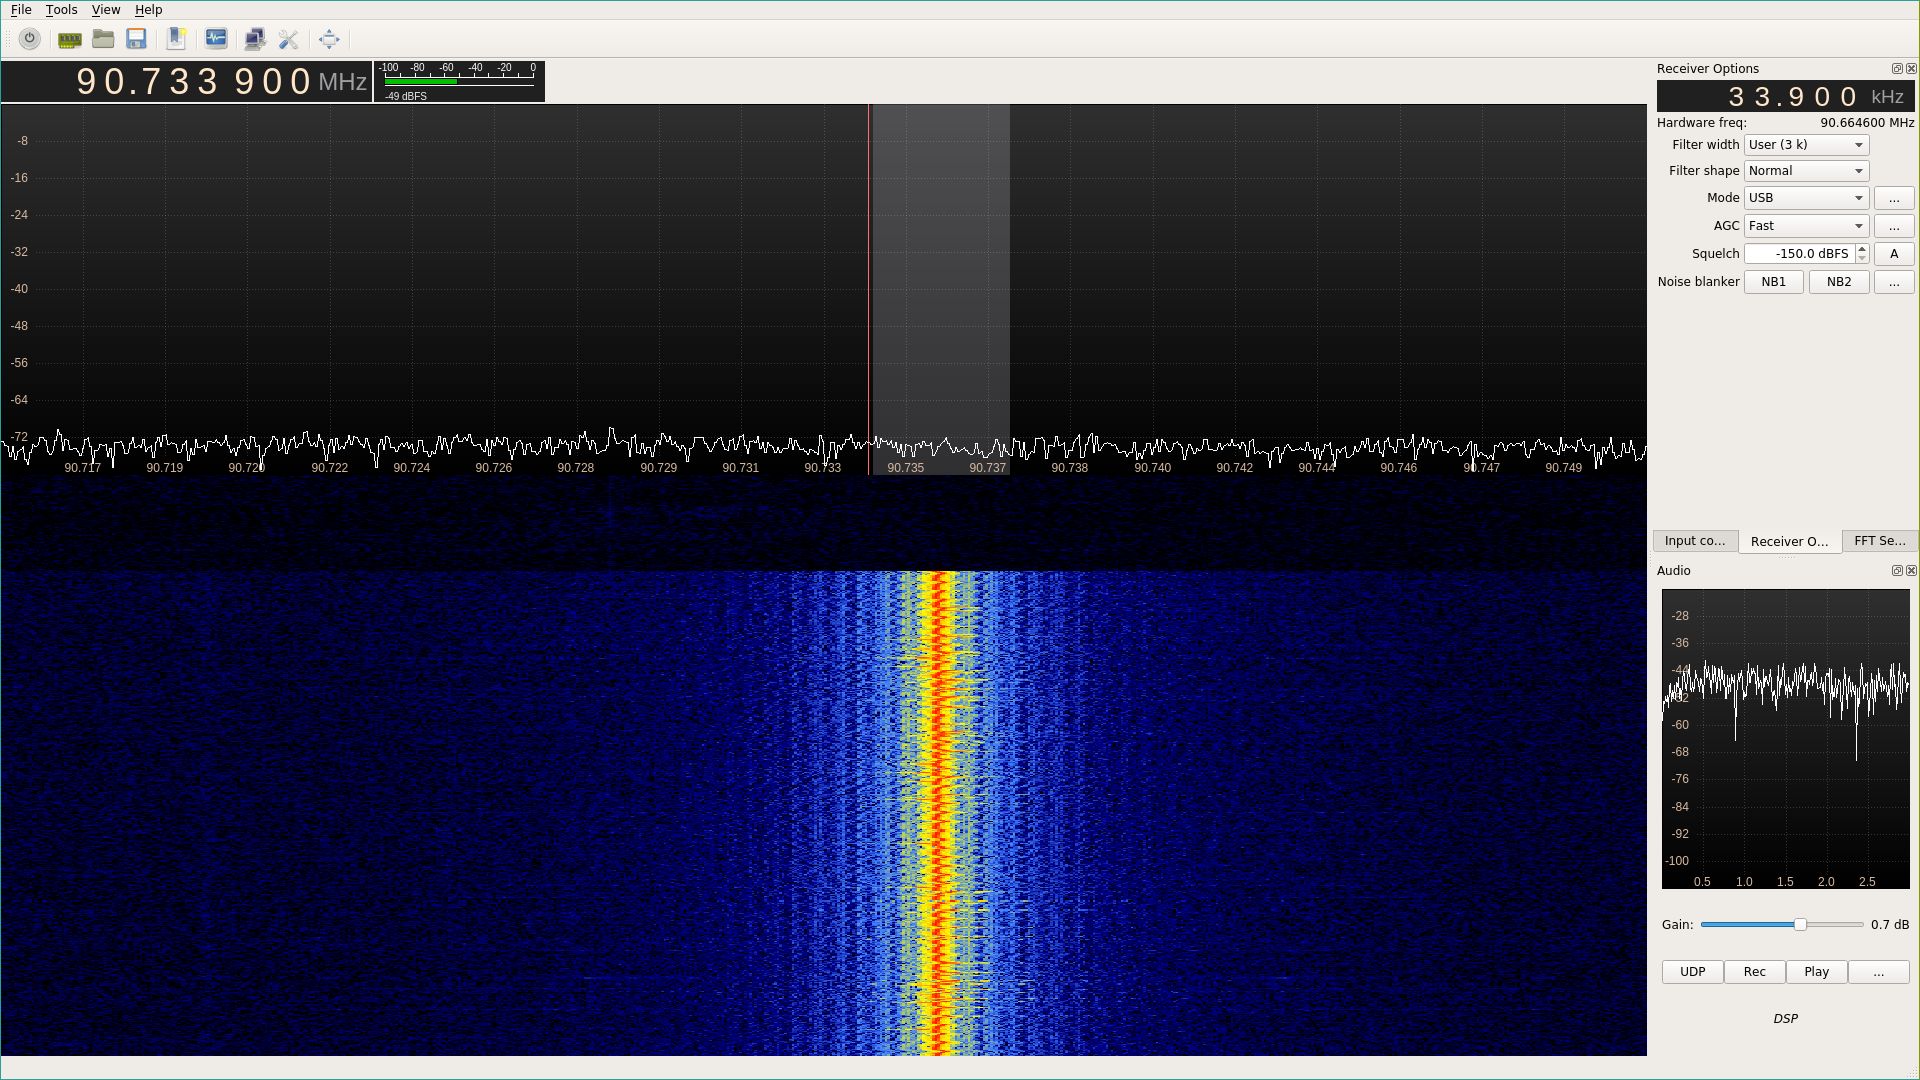 File Tools View Help
90.733 900 MHz
-100 -80 -60 -40 -20 0
-49 dBFS
-8
-16
-24
-32
-40
-48
-56
-64
-72
90.717 90.719 90.720 90.722 90.724 90.726 90.728 90.729 90.731 90.733 90.735 90.737 90.738 90.740 90.742 90.744 90.746 90.747 90.749
Receiver Options
33.900 kHz
Hardware freq: 90.664600 MHz
Filter width User (3 k)
Filter shape Normal
Mode USB ...
AGC Fast ...
Squelch -150.0 dBFS A
Noise blanker NB1 NB2 ...
Input co... Receiver O... FFT Se...
Audio
-28
-36
-44
-52
-60
-68
-76
-84
-92
-100
0.5 1.0 1.5 2.0 2.5
Gain: 0.7 dB
UDP Rec Play ...
DSP